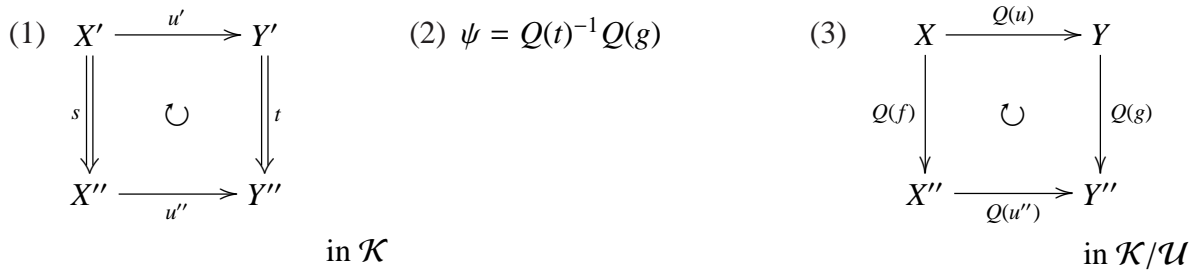 (1) X′ u′ Y′ (2) ψ = Q(t)⁻¹Q(g) (3) X Q(u) Y
s ↻ t Q(f) ↻ Q(g)
X″ u″ Y″ X″ Q(u″) Y″
in 𝒦 in 𝒦/𝒰